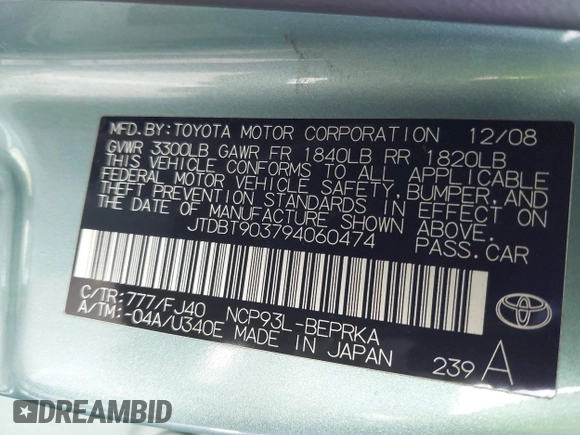 MFD. BY: TOYOTA MOTOR CORPORATION 12/08
GVWR 3300LB GAWR FR 1840LB RR 1820LB
THIS VEHICLE CONFORMS TO ALL APPLICABLE
FEDERAL MOTOR VEHICLE SAFETY, BUMPER, AND
THEFT PREVENTION STANDARDS IN EFFECT ON
THE DATE OF MANUFACTURE SHOWN ABOVE.
JTDBT903794060474 PASS. CAR
C/TR: 777/FJ40 NCP93L-BEPRKA
A/TM: -04A/U340E MADE IN JAPAN
239 A
DREAMBID